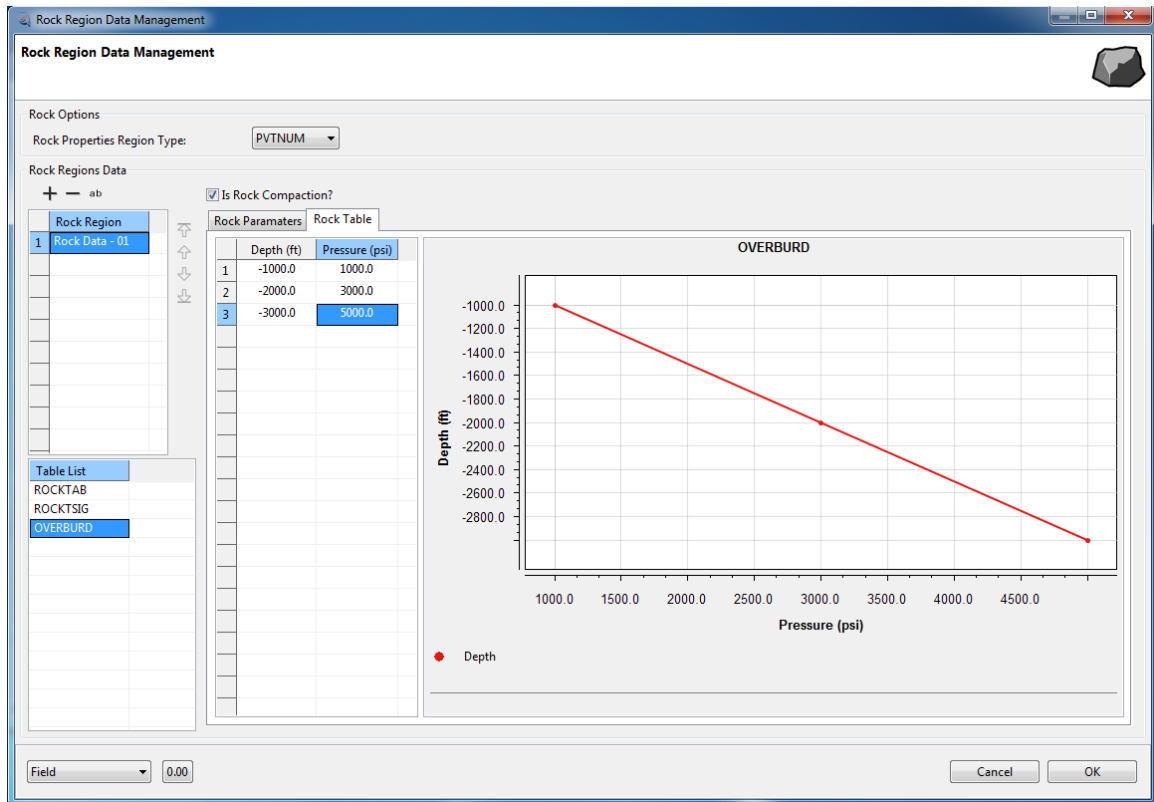 Rock Region Data Management
Rock Region Data Management
Rock Options
Rock Properties Region Type:
PVTNUM
Rock Regions Data
ab
Is Rock Compaction?
Rock Region
1 Rock Data - 01
Rock Paramaters Rock Table
Depth (ft) Pressure (psi)
1 -1000.0 1000.0
2 -2000.0 3000.0
3 -3000.0 5000.0
OVERBURD
-1000.0
-1200.0
-1400.0
-1600.0
-1800.0
-2000.0
-2200.0
-2400.0
-2600.0
-2800.0
Depth (ft)
1000.0 1500.0 2000.0 2500.0 3000.0 3500.0 4000.0 4500.0
Pressure (psi)
Depth
Table List
ROCKTAB
ROCKTSIG
OVERBURD
Field
0.00
Cancel
OK